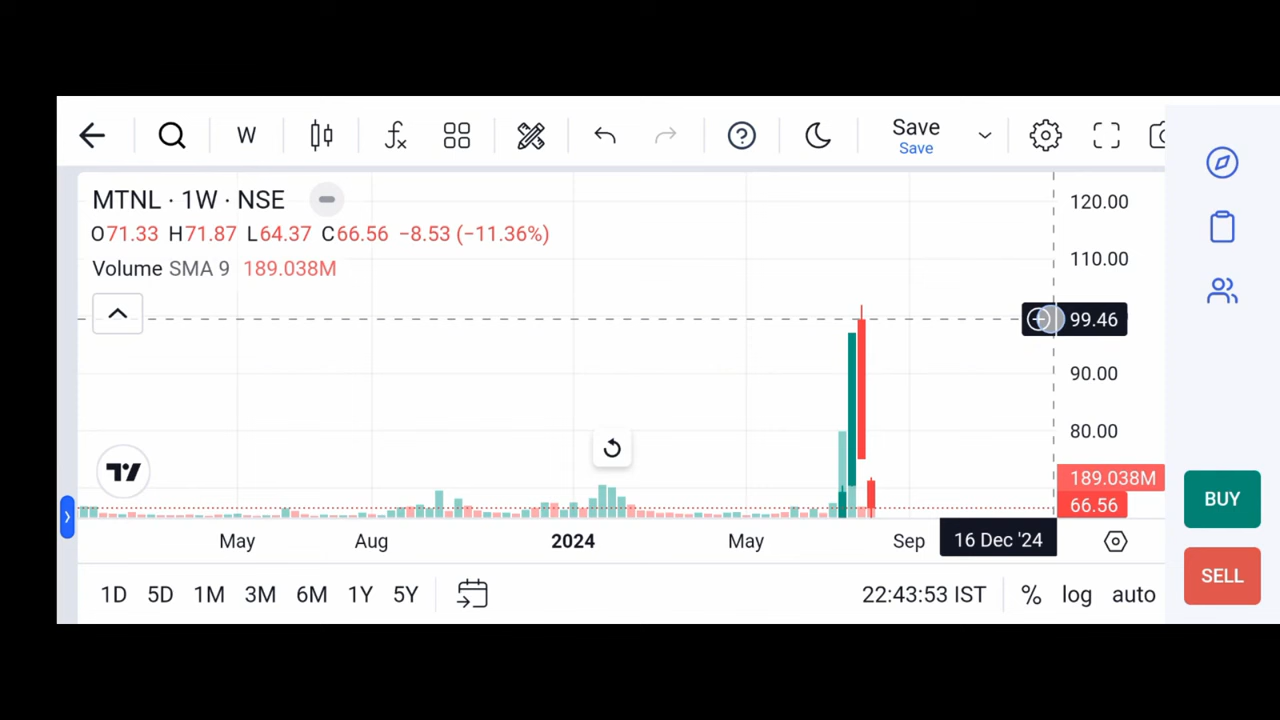 W
Save
Save
MTNL · 1W · NSE
O71.33 H71.87 L64.37 C66.56 −8.53 (−11.36%)
Volume SMA 9 189.038M
120.00
110.00
99.46
90.00
80.00
189.038M
66.56
BUY
SELL
May Aug 2024 May Sep 16 Dec '24
1D 5D 1M 3M 6M 1Y 5Y 22:43:53 IST % log auto